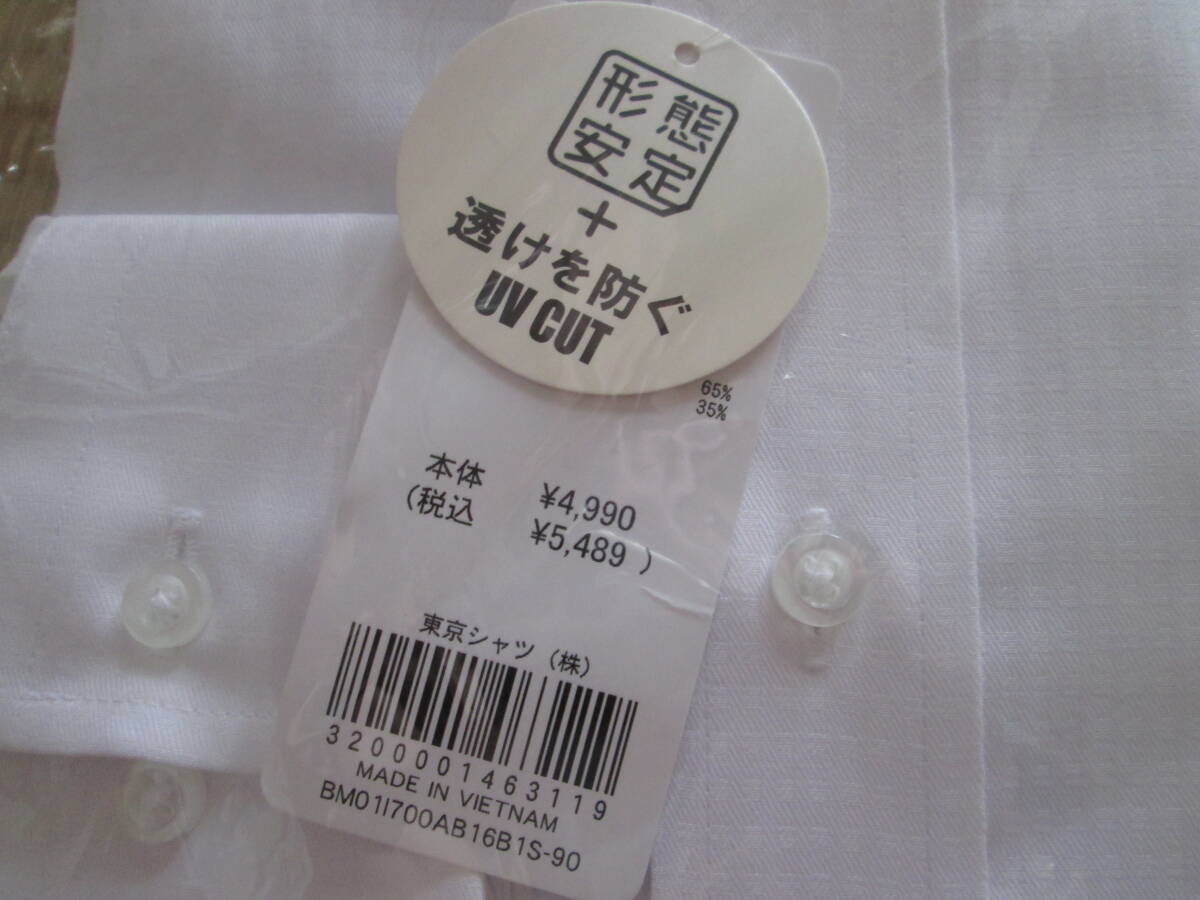 形態
安定
+
透けを防ぐ
UV CUT
65%
35%
本体 ¥4,990
(税込 ¥5,489 )
東京シャツ(株)
3200001463119
MADE IN VIETNAM
BM01I700AB16B1S-90